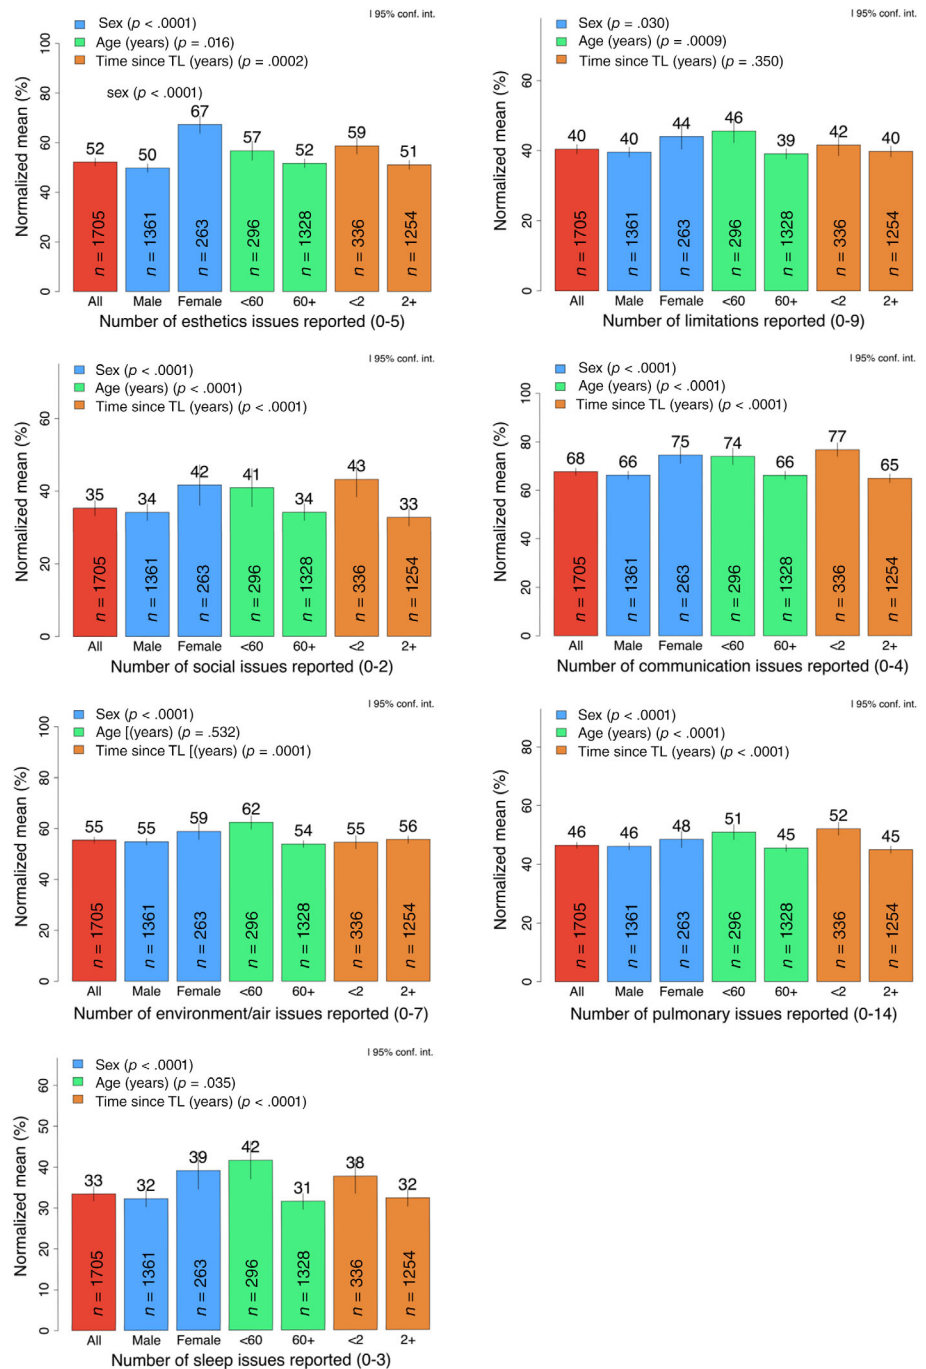 Sex (p < .0001)
I 95% conf. int.
Age (years) (p = .016)
Time since TL (years) (p = .0002)
sex (p < .0001)
Normalized mean (%)
100
80
60
40
20
0
52
50
67
57
52
59
51
n = 1705
n = 1361
n = 263
n = 296
n = 1328
n = 336
n = 1254
All Male Female <60 60+ <2 2+
Number of esthetics issues reported (0-5)
I 95% conf. int.
Sex (p = .030)
Age (years) (p = .0009)
Time since TL (years) (p = .350)
Normalized mean (%)
60
40
20
0
40
40
44
46
39
42
40
n = 1705
n = 1361
n = 263
n = 296
n = 1328
n = 336
n = 1254
All Male Female <60 60+ <2 2+
Number of limitations reported (0-9)
I 95% conf. int.
Sex (p < .0001)
Age (years) (p < .0001)
Time since TL (years) (p < .0001)
Normalized mean (%)
60
40
20
0
35
34
42
41
34
43
33
n = 1705
n = 1361
n = 263
n = 296
n = 1328
n = 336
n = 1254
All Male Female <60 60+ <2 2+
Number of social issues reported (0-2)
I 95% conf. int.
Sex (p < .0001)
Age (years) (p < .0001)
Time since TL (years) (p < .0001)
Normalized mean (%)
100
80
60
40
20
0
68
66
75
74
66
77
65
n = 1705
n = 1361
n = 263
n = 296
n = 1328
n = 336
n = 1254
All Male Female <60 60+ <2 2+
Number of communication issues reported (0-4)
I 95% conf. int.
Sex (p < .0001)
Age [(years) (p = .532)
Time since TL [(years) (p = .0001)
Normalized mean (%)
100
80
60
40
20
0
55
55
59
62
54
55
56
n = 1705
n = 1361
n = 263
n = 296
n = 1328
n = 336
n = 1254
All Male Female <60 60+ <2 2+
Number of environment/air issues reported (0-7)
I 95% conf. int.
Sex (p < .0001)
Age (years) (p < .0001)
Time since TL (years) (p < .0001)
Normalized mean (%)
80
60
40
20
0
46
46
48
51
45
52
45
n = 1705
n = 1361
n = 263
n = 296
n = 1328
n = 336
n = 1254
All Male Female <60 60+ <2 2+
Number of pulmonary issues reported (0-14)
I 95% conf. int.
Sex (p < .0001)
Age (years) (p = .035)
Time since TL (years) (p < .0001)
Normalized mean (%)
60
50
40
30
20
10
0
33
32
39
42
31
38
32
n = 1705
n = 1361
n = 263
n = 296
n = 1328
n = 336
n = 1254
All Male Female <60 60+ <2 2+
Number of sleep issues reported (0-3)